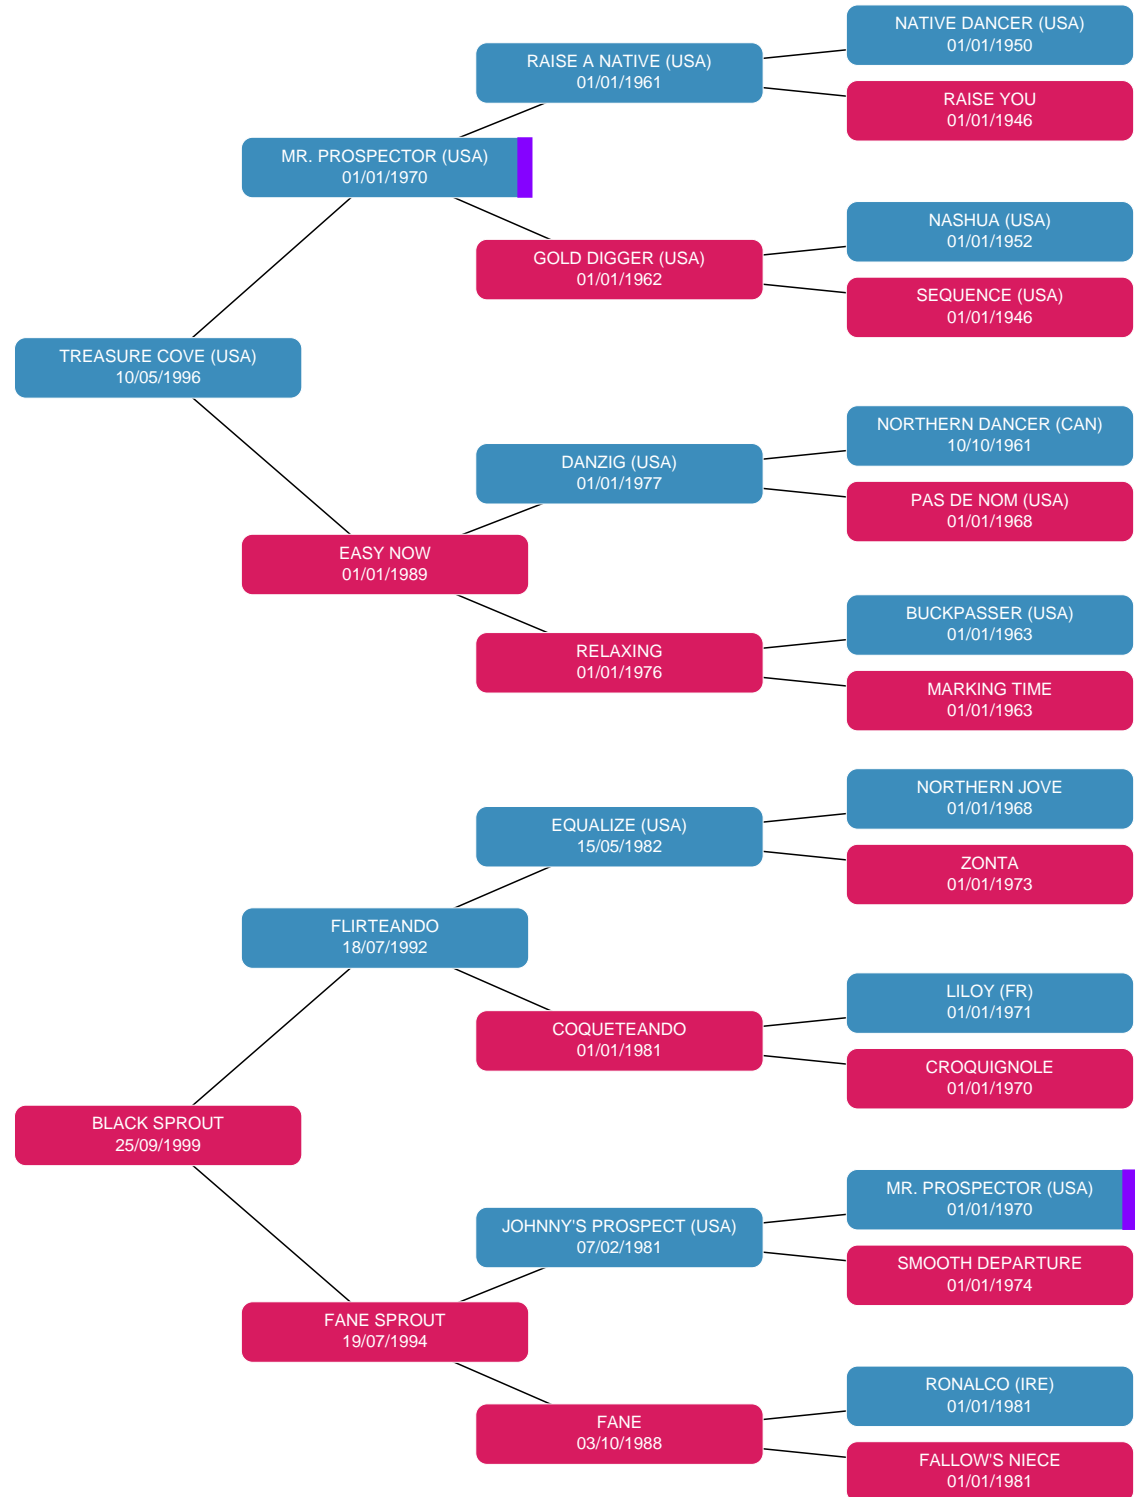 NATIVE DANCER (USA)
01/01/1950
RAISE A NATIVE (USA)
01/01/1961
RAISE YOU
01/01/1946
MR. PROSPECTOR (USA)
01/01/1970
NASHUA (USA)
01/01/1952
GOLD DIGGER (USA)
01/01/1962
SEQUENCE (USA)
01/01/1946
TREASURE COVE (USA)
10/05/1996
NORTHERN DANCER (CAN)
10/10/1961
DANZIG (USA)
01/01/1977
PAS DE NOM (USA)
01/01/1968
EASY NOW
01/01/1989
BUCKPASSER (USA)
01/01/1963
RELAXING
01/01/1976
MARKING TIME
01/01/1963
NORTHERN JOVE
01/01/1968
EQUALIZE (USA)
15/05/1982
ZONTA
01/01/1973
FLIRTEANDO
18/07/1992
LILOY (FR)
01/01/1971
COQUETEANDO
01/01/1981
CROQUIGNOLE
01/01/1970
BLACK SPROUT
25/09/1999
MR. PROSPECTOR (USA)
01/01/1970
JOHNNY'S PROSPECT (USA)
07/02/1981
SMOOTH DEPARTURE
01/01/1974
FANE SPROUT
19/07/1994
RONALCO (IRE)
01/01/1981
FANE
03/10/1988
FALLOW'S NIECE
01/01/1981